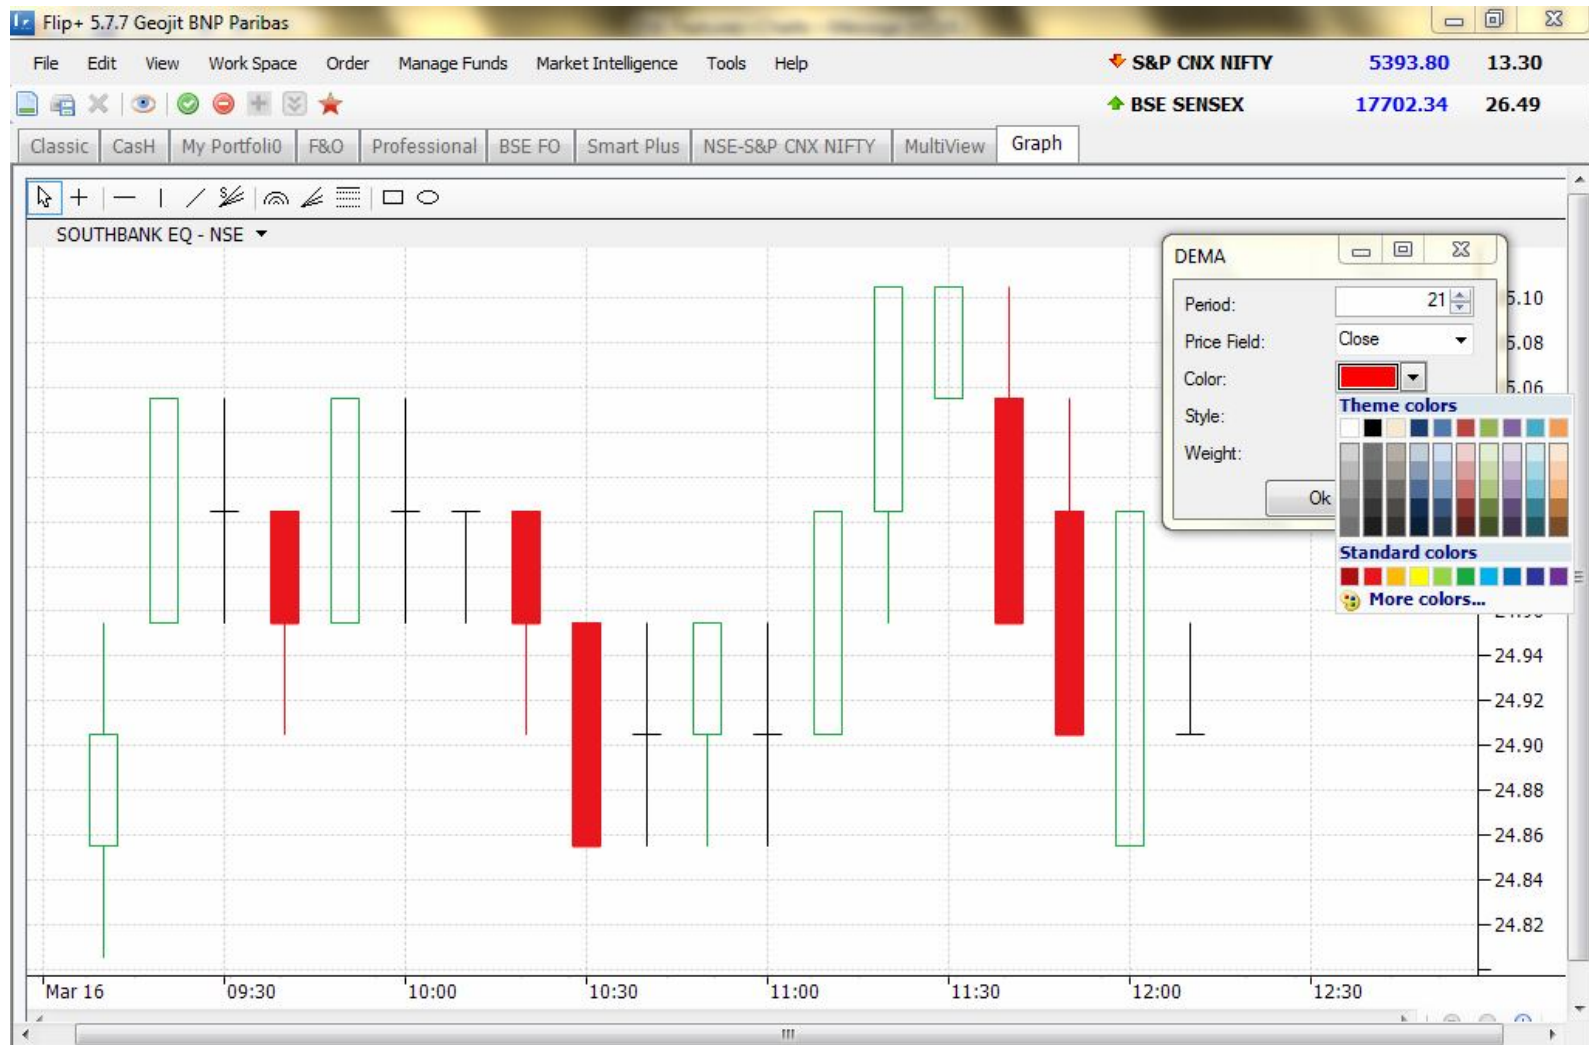 Flip+ 5.7.7 Geojit BNP Paribas
File Edit View Work Space Order Manage Funds Market Intelligence Tools Help
S&P CNX NIFTY 5393.80 13.30
BSE SENSEX 17702.34 26.49
Classic CasH My Portfoli0 F&O Professional BSE FO Smart Plus NSE-S&P CNX NIFTY MultiView Graph
SOUTHBANK EQ - NSE
DEMA
Period: 21
Price Field: Close
Color:
Style:
Weight:
Ok
Theme colors
Standard colors
More colors...
5.10
5.08
5.06
24.94
24.92
24.90
24.88
24.86
24.84
24.82
Mar 16 09:30 10:00 10:30 11:00 11:30 12:00 12:30